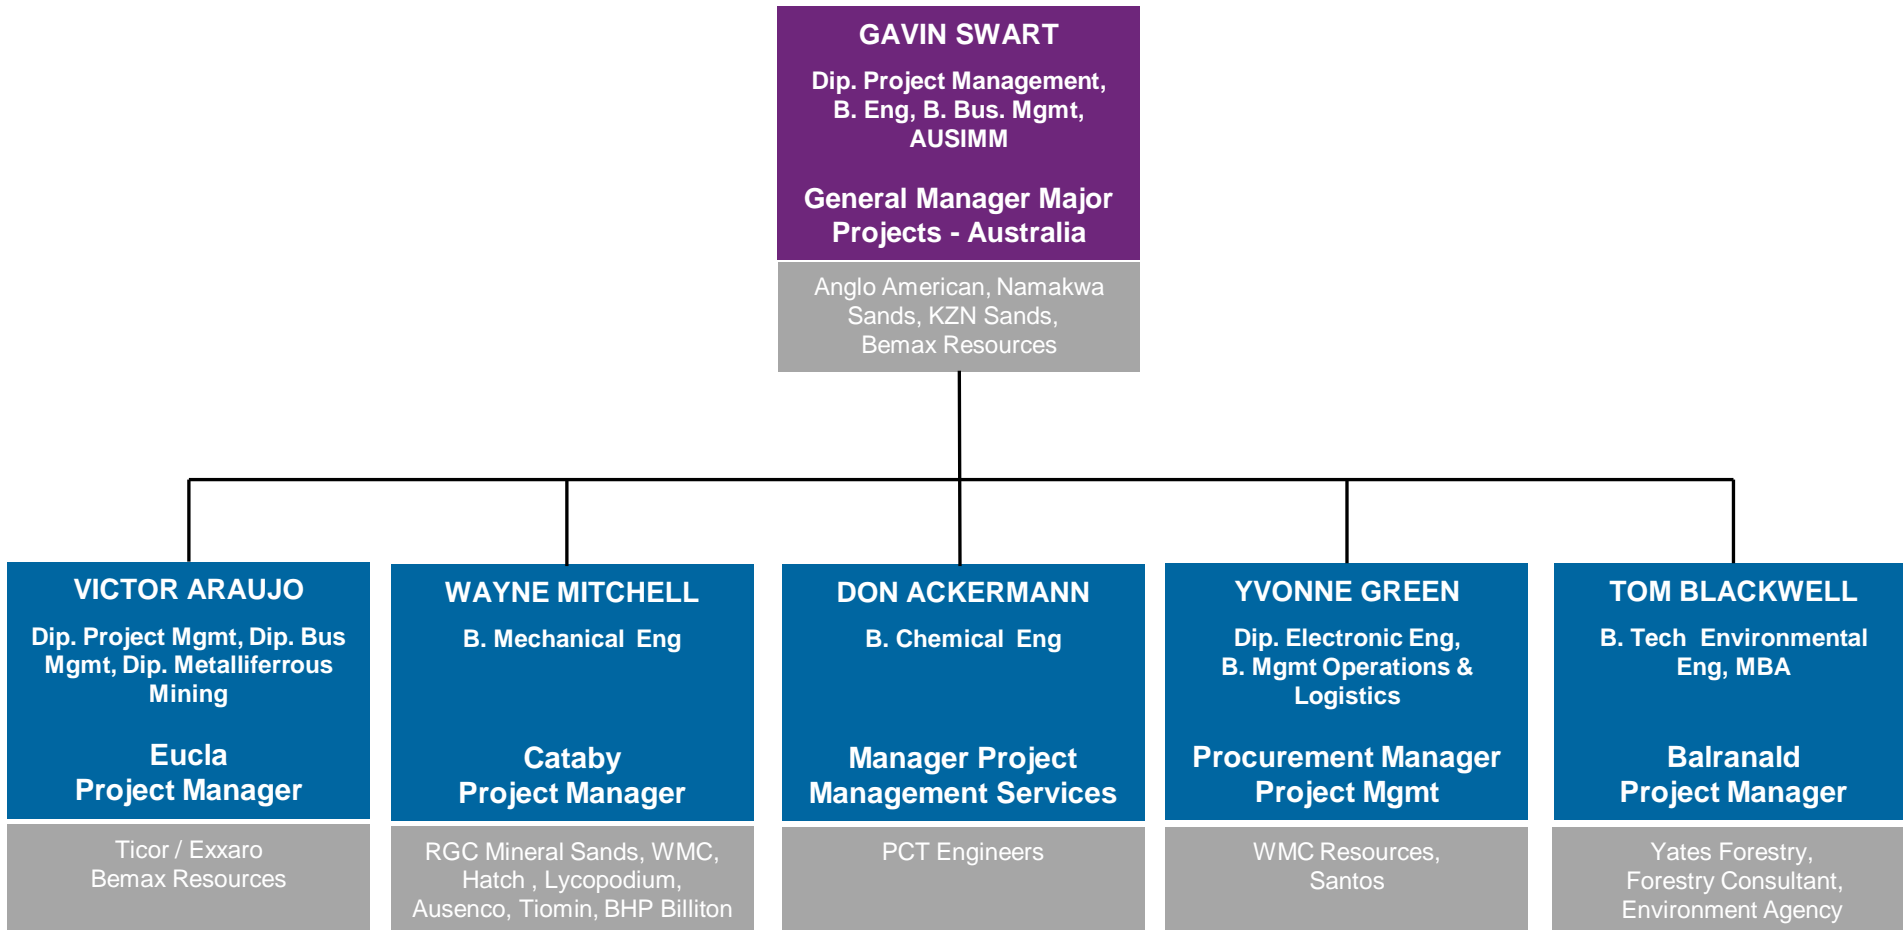 GAVIN SWART
Dip. Project Management,
B. Eng, B. Bus. Mgmt,
AUSIMM
General Manager Major
Projects - Australia
Anglo American, Namakwa
Sands, KZN Sands,
Bemax Resources
VICTOR ARAUJO
Dip. Project Mgmt, Dip. Bus
Mgmt, Dip. Metalliferrous
Mining
Eucla
Project Manager
Ticor / Exxaro
Bemax Resources
WAYNE MITCHELL
B. Mechanical Eng
Cataby
Project Manager
RGC Mineral Sands, WMC,
Hatch , Lycopodium,
Ausenco, Tiomin, BHP Billiton
DON ACKERMANN
B. Chemical Eng
Manager Project
Management Services
PCT Engineers
YVONNE GREEN
Dip. Electronic Eng,
B. Mgmt Operations &
Logistics
Procurement Manager
Project Mgmt
WMC Resources,
Santos
TOM BLACKWELL
B. Tech Environmental
Eng, MBA
Balranald
Project Manager
Yates Forestry,
Forestry Consultant,
Environment Agency